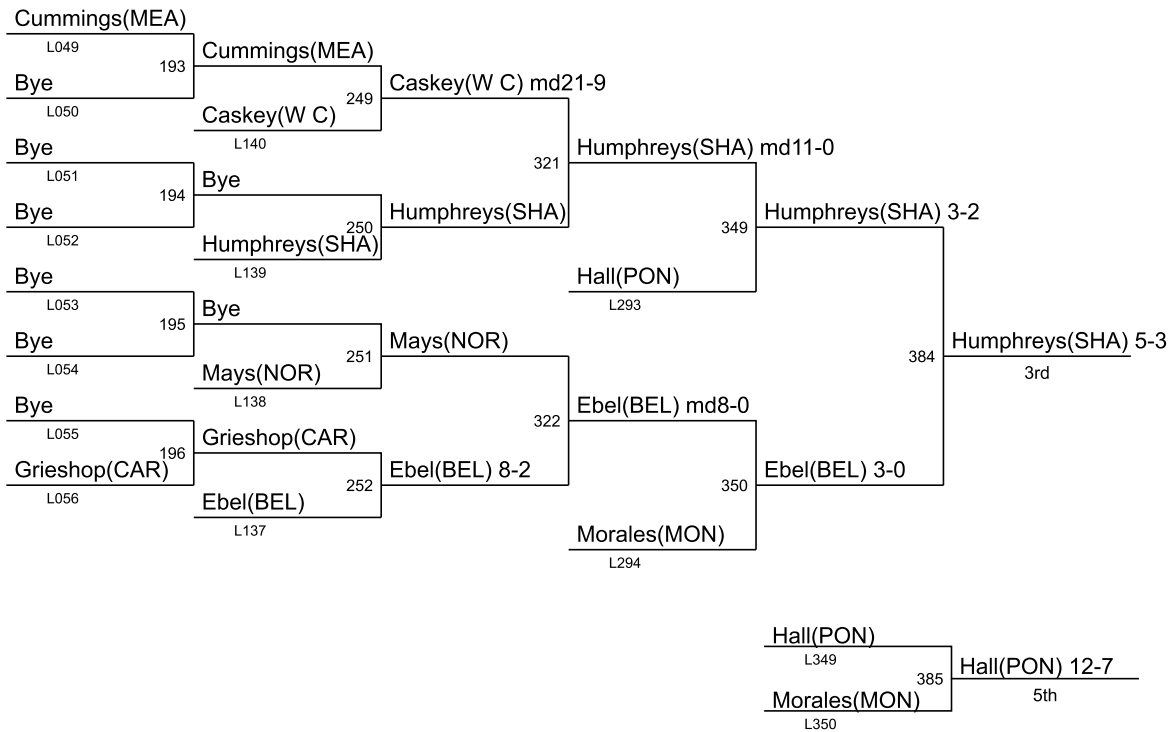 Cummings(MEA)
L049
193
Bye
L050
Cummings(MEA)
249
Caskey(W C)
L140
Caskey(W C) md21-9
Bye
L051
194
Bye
L052
Bye
250
Humphreys(SHA)
L139
Humphreys(SHA)
321
Humphreys(SHA) md11-0
349
Hall(PON)
L293
Humphreys(SHA) 3-2
Bye
L053
195
Bye
L054
Bye
251
Mays(NOR)
L138
Mays(NOR)
Bye
L055
196
Grieshop(CAR)
L056
Grieshop(CAR)
252
Ebel(BEL)
L137
Ebel(BEL) 8-2
322
Ebel(BEL) md8-0
350
Morales(MON)
L294
Ebel(BEL) 3-0
384
Humphreys(SHA) 5-3
3rd
Hall(PON)
L349
385
Morales(MON)
L350
Hall(PON) 12-7
5th